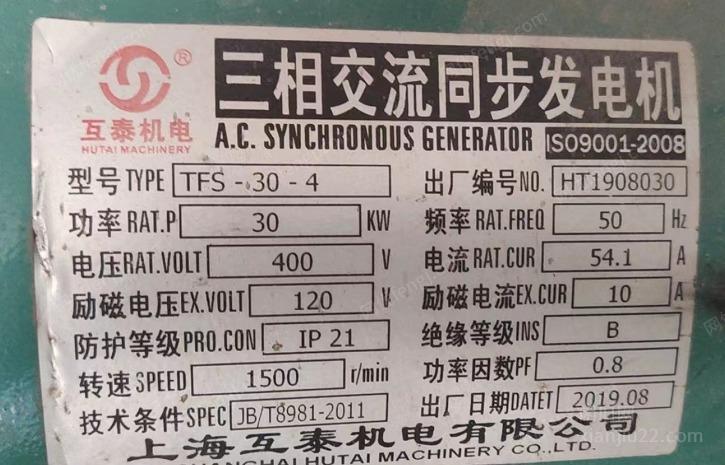 互泰机电 ®
HUTAI MACHINERY
三相交流同步发电机
A.C. SYNCHRONOUS GENERATOR ISO9001-2008
型号TYPE TFS-30-4 出厂编号NO. HT1908030
功率RAT.P 30 KW 频率RAT.FREQ 50 Hz
电压RAT.VOLT 400 V 电流RAT.CUR 54.1 A
励磁电压EX.VOLT 120 V 励磁电流EX.CUR 10 A
防护等级PRO.CON IP 21 绝缘等级INS B
转速SPEED 1500 r/min 功率因数PF 0.8
技术条件SPEC JB/T8981-2011 出厂日期DATET 2019.08
上海互泰机电有限公司
SHANGHAI HUTAI MACHINERY CO.,LTD.